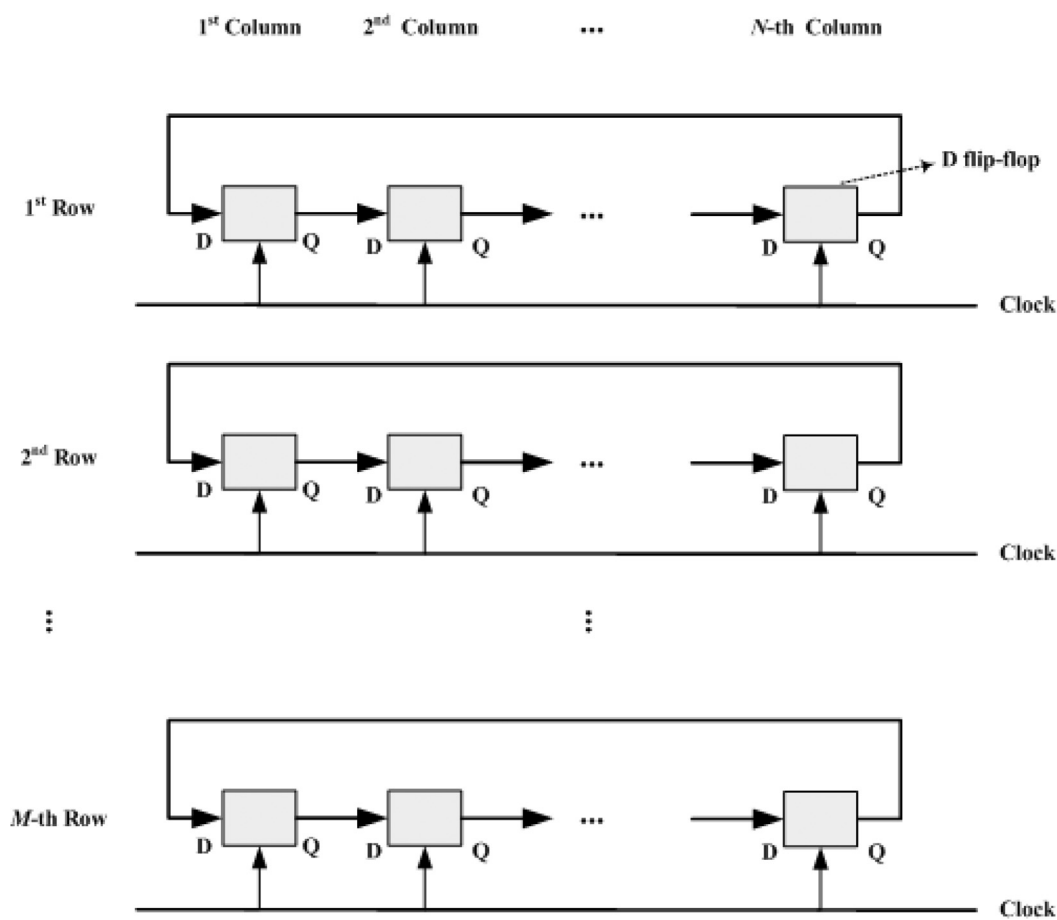 1st Column 2nd Column ... N-th Column
D flip-flop
1st Row
D Q D Q ... D Q
Clock
2nd Row
D Q D Q ... D Q
Clock
M-th Row
D Q D Q ... D Q
Clock